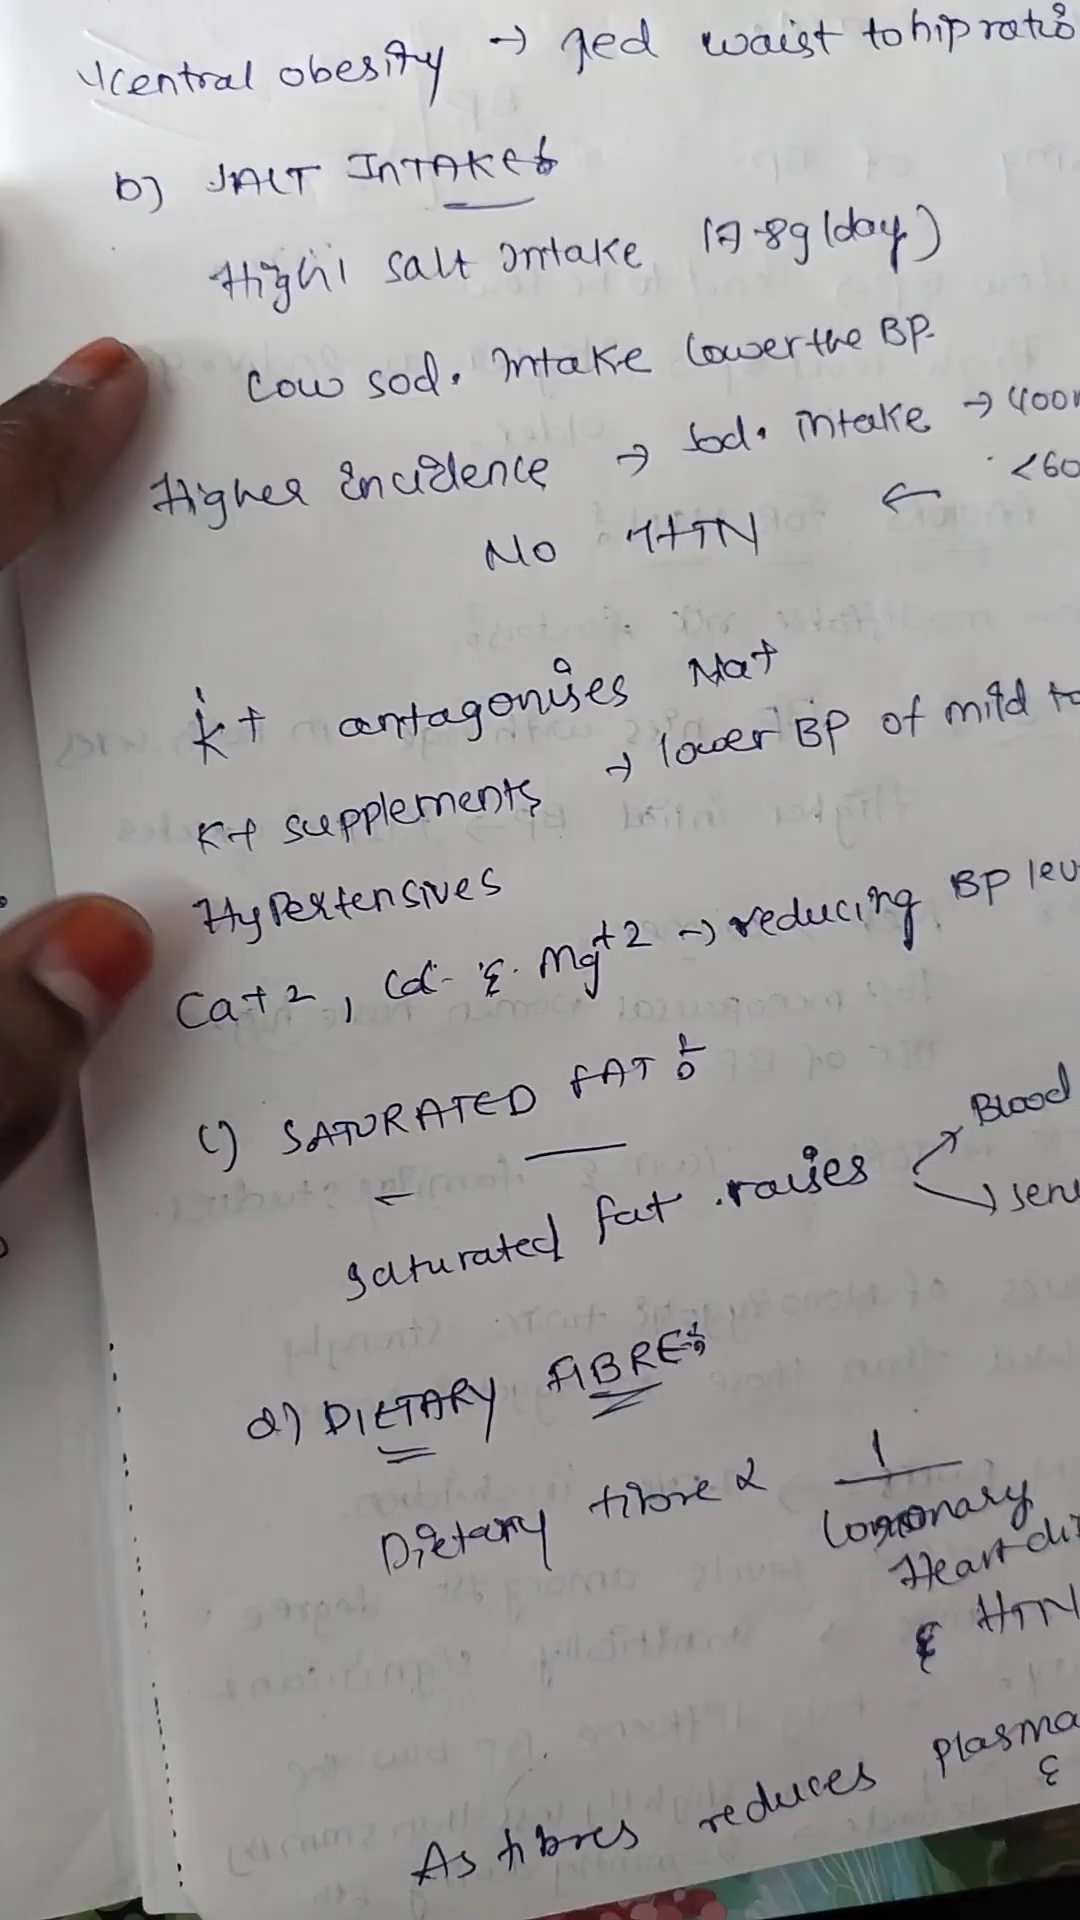 central obesity → ↑ed waist to hip ratio
b) SALT INTAKE:
High salt intake (7-8g/day)
Low sod. intake lower the BP.
Higher incidence → sod. intake → 400
<60
No HTN ←
K+ antagonises Na+
K+ supplements → lower BP of mild to
Hypertensives
Ca+2, Cd- & Mg+2 → reducing BP lev
c) SATURATED FAT:
saturated fat raises → Blood
→ seru
d) DIETARY FIBRE:
Dietary fibre α 1
Coronary
Heart dis
& HTN
As fibres reduces Plasma
&